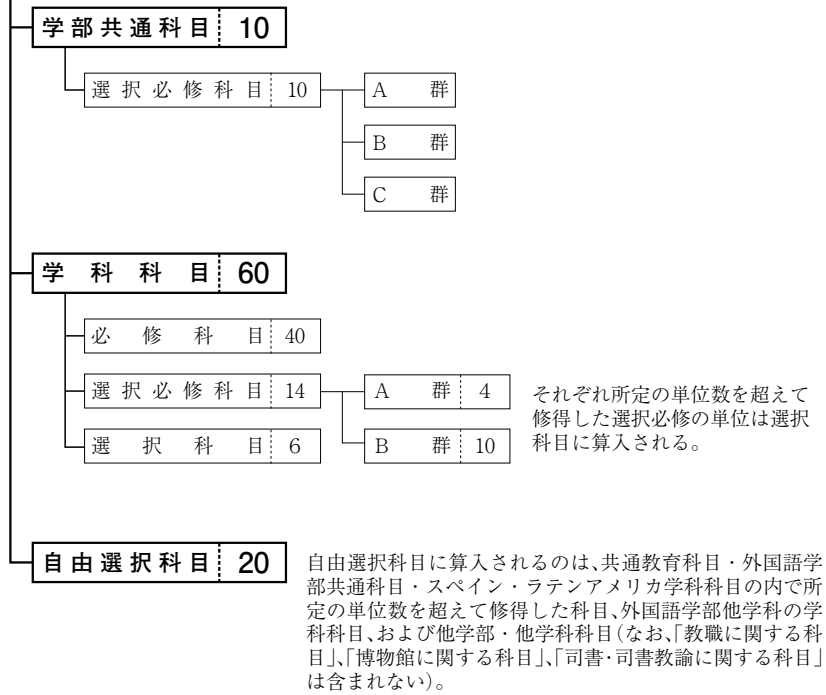 学部共通科目 10
選択必修科目 10
A 群
B 群
C 群
学科科目 60
必修科目 40
選択必修科目 14
A 群 4
B 群 10
選択科目 6
それぞれ所定の単位数を超えて
修得した選択必修の単位は選択
科目に算入される。
自由選択科目 20
自由選択科目に算入されるのは、共通教育科目・外国語学
部共通科目・スペイン・ラテンアメリカ学科科目の内で所
定の単位数を超えて修得した科目、外国語学部他学科の学
科科目、および他学部・他学科科目(なお、「教職に関する科
目」、「博物館に関する科目」、「司書・司書教諭に関する科目」
は含まれない)。